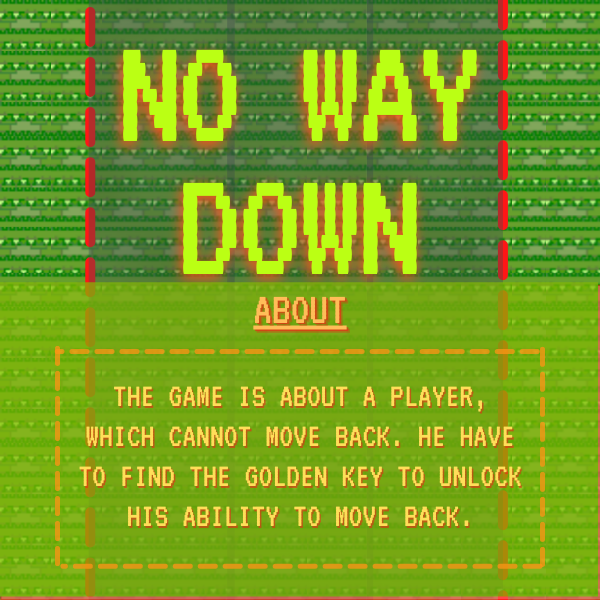 NO WAY
DOWN
ABOUT
THE GAME IS ABOUT A PLAYER,
WHICH CANNOT MOVE BACK. HE HAVE
TO FIND THE GOLDEN KEY TO UNLOCK
HIS ABILITY TO MOVE BACK.